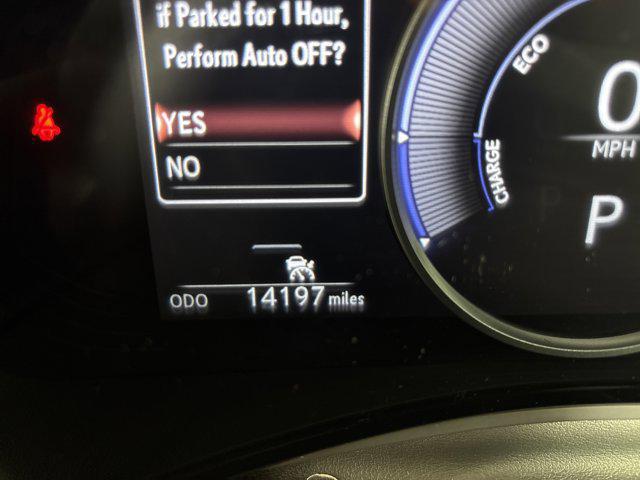 if Parked for 1 Hour,
Perform Auto OFF?
YES
NO
ODO 14197 miles
ECO
CHARGE
0
MPH
P